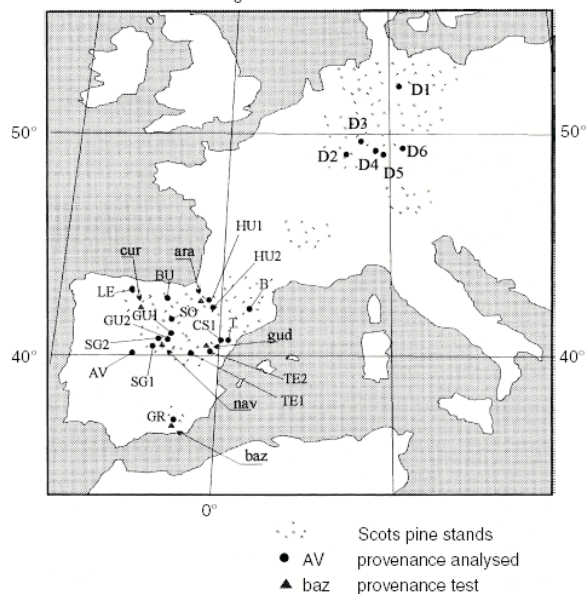 D1
50°
50°
D3
D2
D4
D6
D5
HU1
HU2
cur
ara
BU
B
LE
SO
GU1
CS1
T
GU2
gud
SG2
40°
40°
AV
SG1
TE2
nav
TE1
GR
baz
0°
Scots pine stands
AV provenance analysed
baz provenance test